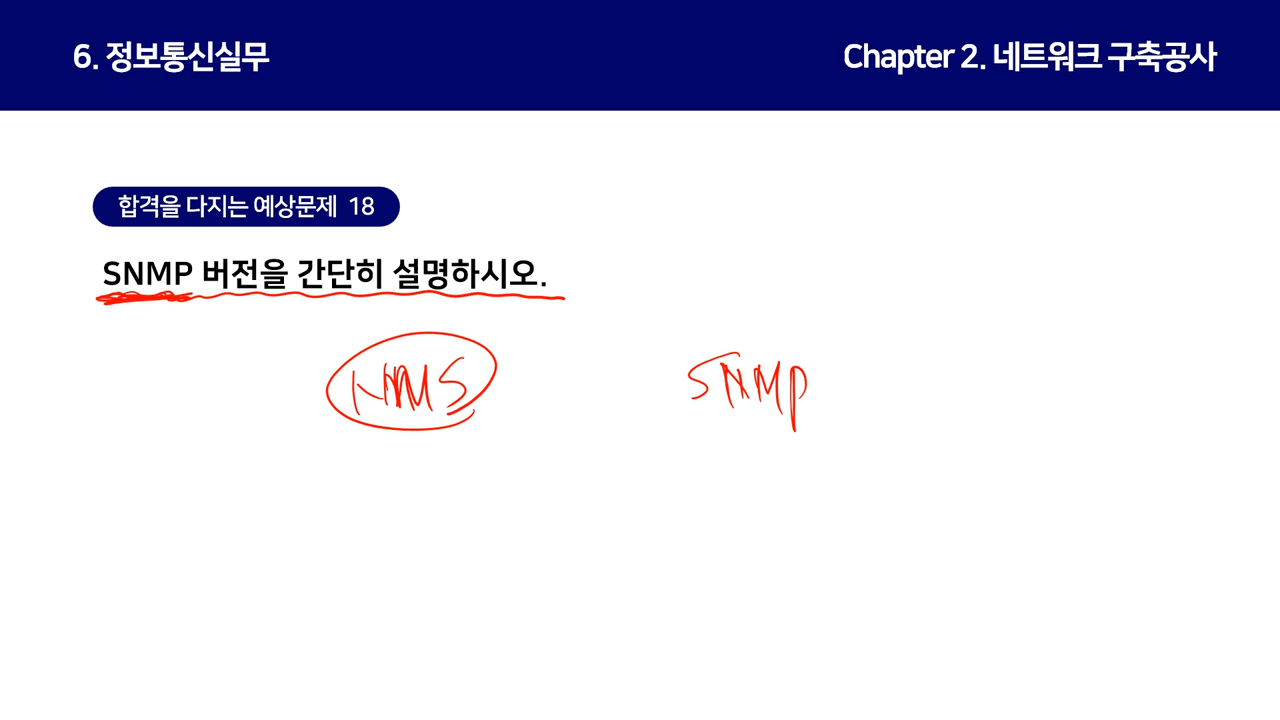 6. 정보통신실무
Chapter 2. 네트워크 구축공사
합격을 다지는 예상문제 18
SNMP 버전을 간단히 설명하시오.
NMS SNMP